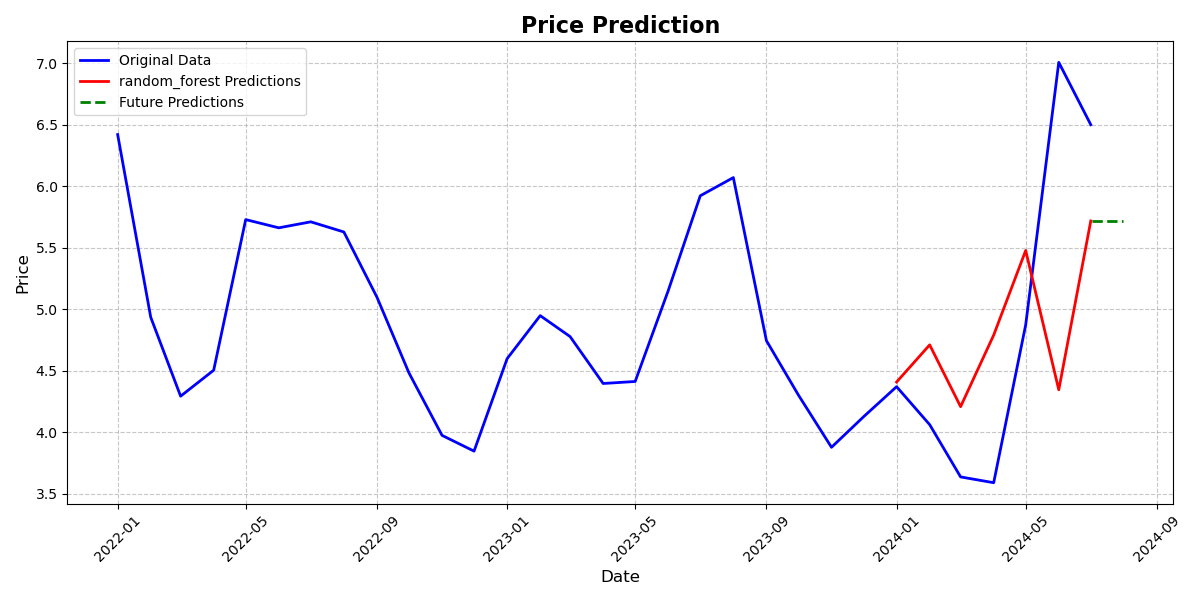 Price Prediction
Original Data
random_forest Predictions
Future Predictions
Price
7.0
6.5
6.0
5.5
5.0
4.5
4.0
3.5
2022-01
2022-05
2022-09
2023-01
2023-05
2023-09
2024-01
2024-05
2024-09
Date